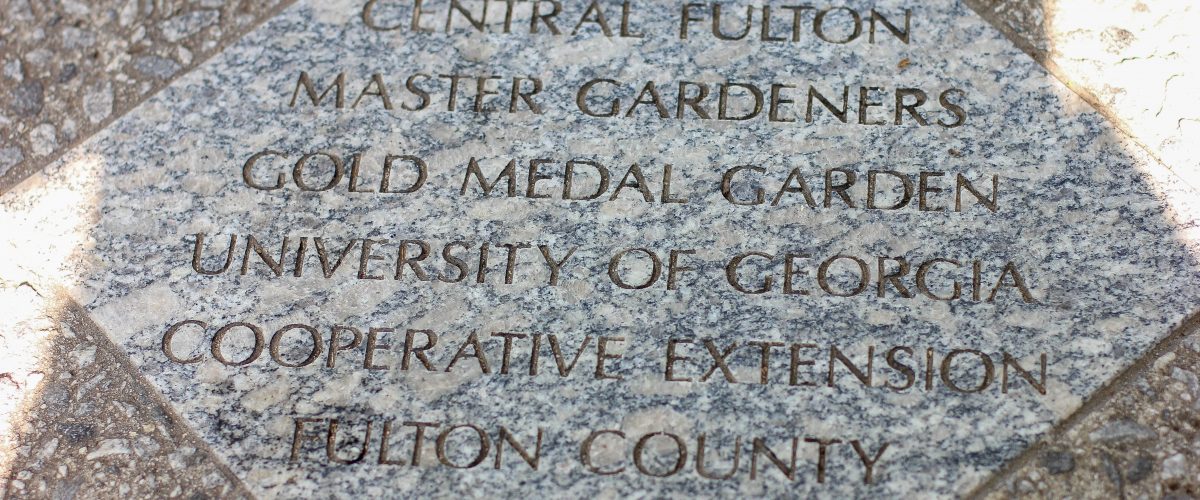 CENTRAL FULTON
MASTER GARDENERS
GOLD MEDAL GARDEN
UNIVERSITY OF GEORGIA
COOPERATIVE EXTENSION
FULTON COUNTY